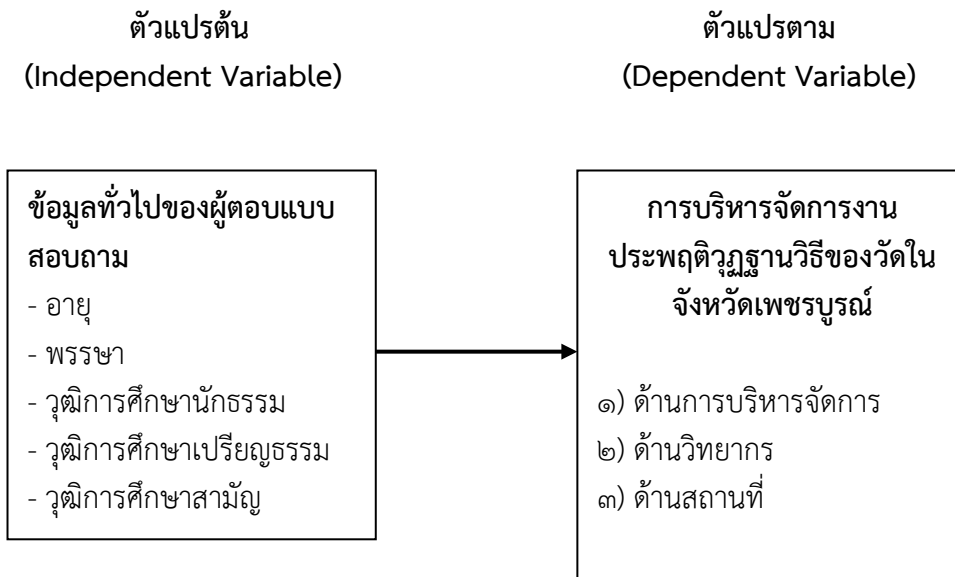 ตัวแปรต้น
(Independent Variable)
ตัวแปรตาม
(Dependent Variable)
ข้อมูลทั่วไปของผู้ตอบแบบ
สอบถาม
- อายุ
- พรรษา
- วุฒิการศึกษานักธรรม
- วุฒิการศึกษาเปรียญธรรม
- วุฒิการศึกษาสามัญ
การบริหารจัดการงาน
ประพฤติวุฏฐานวิธีของวัดใน
จังหวัดเพชรบูรณ์
๑) ด้านการบริหารจัดการ
๒) ด้านวิทยากร
๓) ด้านสถานที่